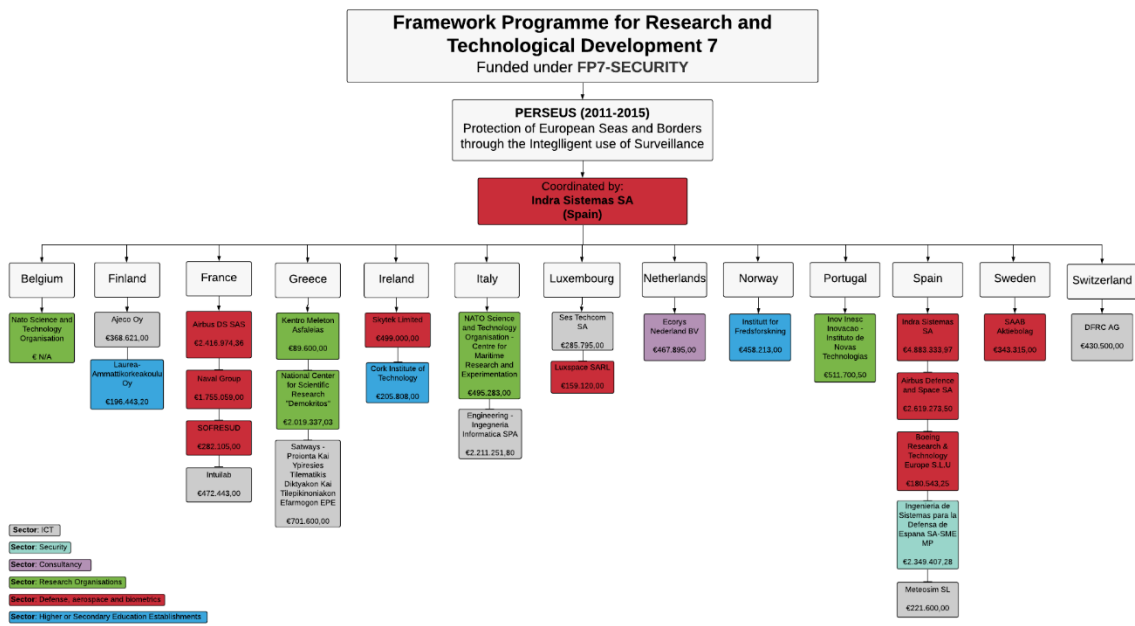 Framework Programme for Research and
Technological Development 7
Funded under FP7-SECURITY
PERSEUS (2011-2015)
Protection of European Seas and Borders
through the Integlligent use of Surveillance
Coordinated by:
Indra Sistemas SA
(Spain)
Belgium
Finland
France
Greece
Ireland
Italy
Luxembourg
Netherlands
Norway
Portugal
Spain
Sweden
Switzerland
Nato Science and
Technology
Organisation
€ N/A
Ajeco Oy
€368.621,00
Laurea-
Ammattikorkeakoulu
Oy
€196.443,20
Airbus DS SAS
€2.416.974,36
Naval Group
€1.755.059,00
SOFRESUD
€282.105,00
Intuilab
€472.443,00
Kentro Meleton
Asfaleias
€89.600,00
National Center
for Scientific
Research
"Demokritos"
€2.019.337,03
Satways -
Proionta Kai
Ypiresies
Tilematikis
Diktyakon Kai
Tilepikinoniakon
Efarmogon EPE
€701.600,00
Skytek Limited
€499.000,00
Cork Institute of
Technology
€205.808,00
NATO Science
and Technology
Organisation -
Centre for
Maritime
Research and
Experimentation
€495.283,00
Engineering -
Ingegneria
Informatica SPA
€2.211.251,80
Ses Techcom
SA
€285.795,00
Luxspace SARL
€159.120,00
Ecorys
Nederland BV
€467.895,00
Institutt for
Fredsforskning
€458.213,00
Inov Inesc
Inovacao -
Instituto de
Novas
Technologias
€511.700,50
Indra Sistemas
SA
€4.883.333,97
Airbus Defence
and Space SA
€2.619.273,60
Boeing
Research &
Technology
Europe S.L.U
€180.543,25
Ingenieria de
Sistemas para la
Defensa de
Espana SA-SME
MP
€2.349.407,28
Meteosim SL
€221.600,00
SAAB
Aktiebolag
€343.315,00
DFRC AG
€430.500,00
Sector: ICT
Sector: Security
Sector: Consultancy
Sector: Research Organisations
Sector: Defense, aerospace and biometrics
Sector: Higher or Secondary Education Establishments